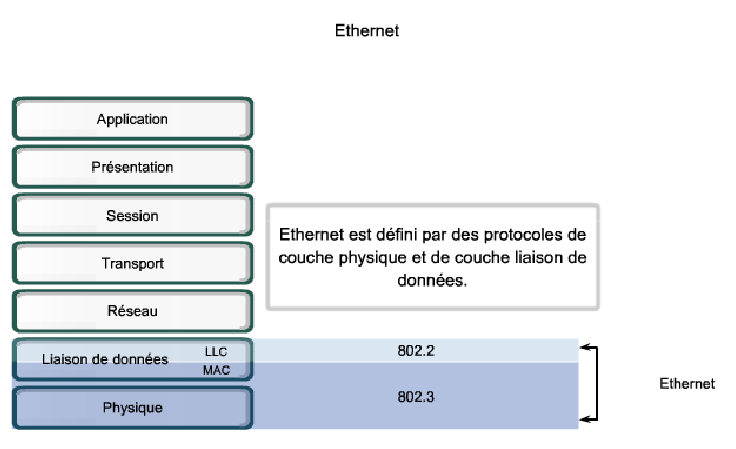 Ethernet
Application
Présentation
Session
Transport
Réseau
Ethernet est défini par des protocoles de
couche physique et de couche liaison de
données.
Liaison de données
LLC
MAC
802.2
Physique
802.3
Ethernet